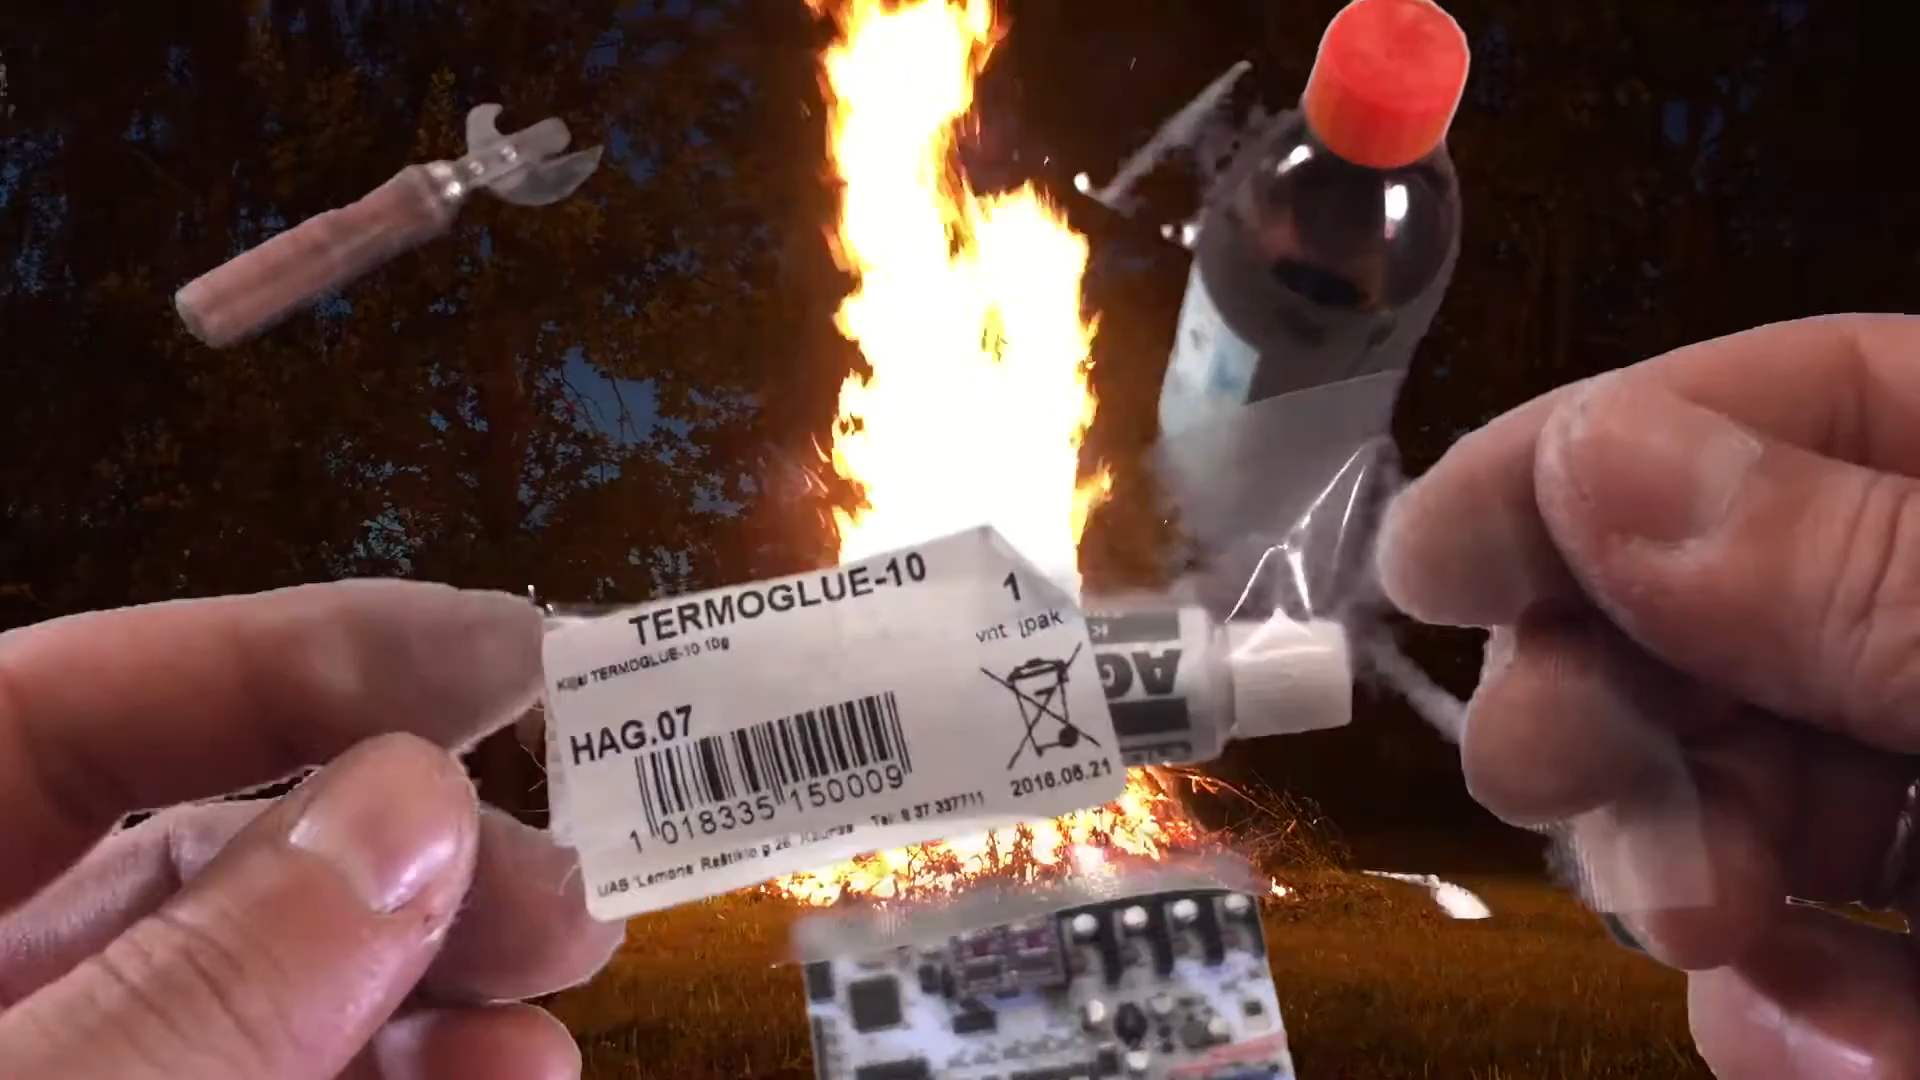 TERMOGLUE-10
1
vnt. įpak
Klijai TERMOGLUE-10 10g
HAG.07
1 018335 150009
2016.06.21
UAB "Lemona" Raštiklo g 26, Kaunas Tel: 8 37 337711
AG